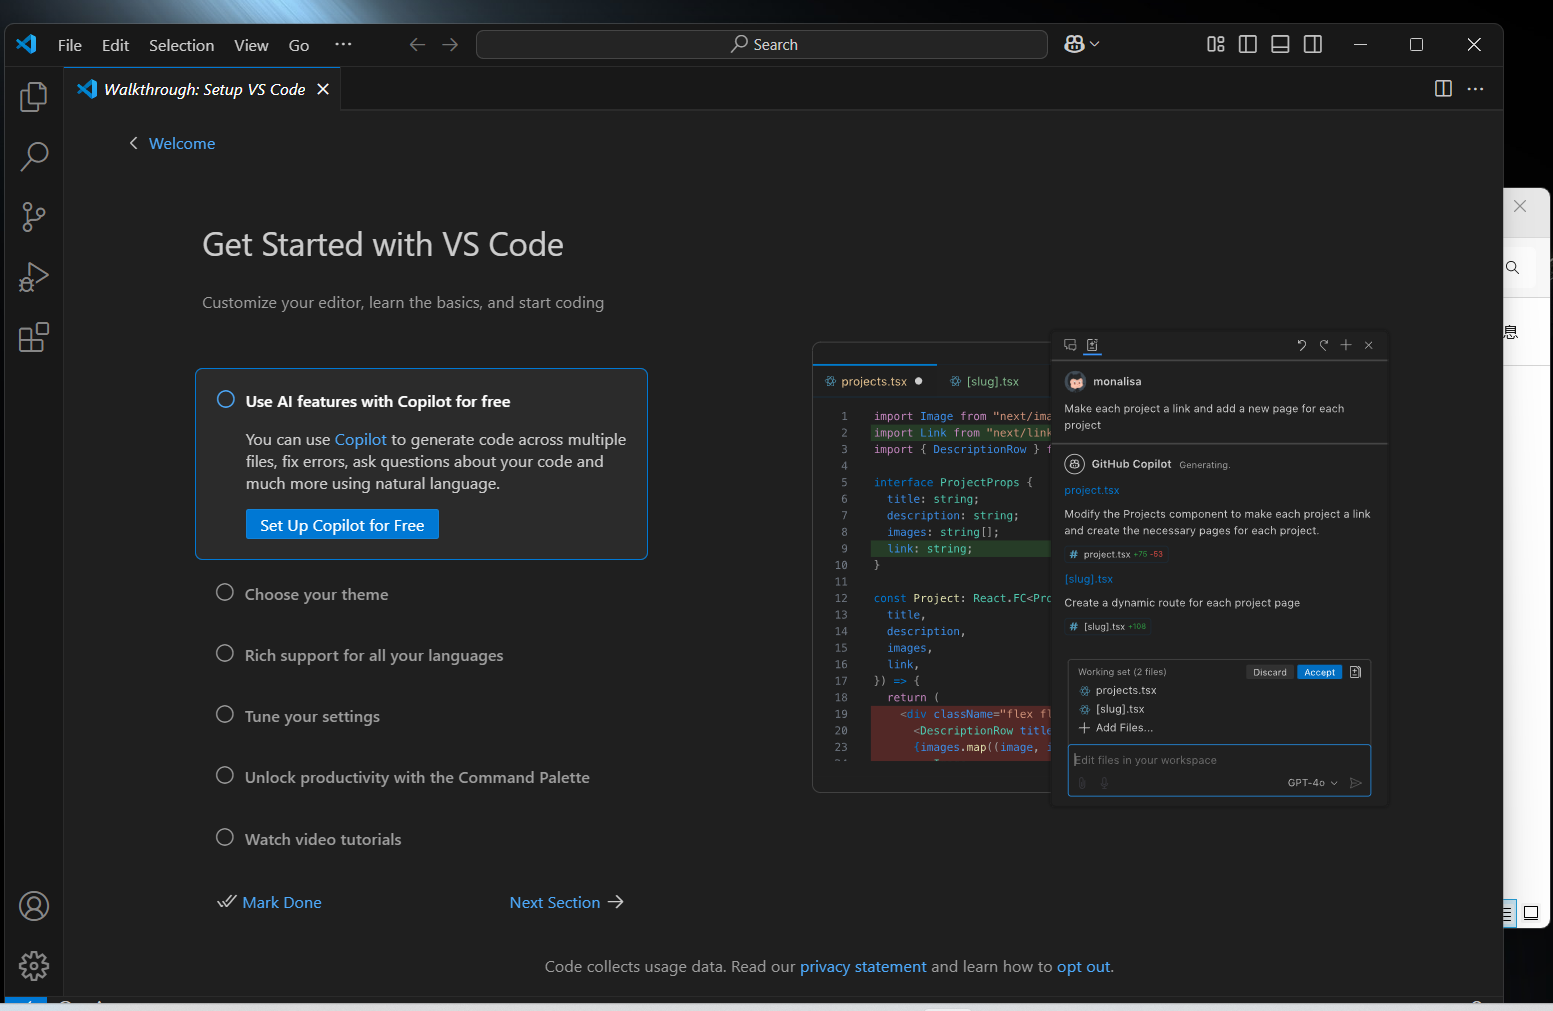 File Edit Selection View Go ···
Search
Walkthrough: Setup VS Code
Welcome
Get Started with VS Code
Customize your editor, learn the basics, and start coding
Use AI features with Copilot for free
You can use Copilot to generate code across multiple
files, fix errors, ask questions about your code and
much more using natural language.
Set Up Copilot for Free
Choose your theme
Rich support for all your languages
Tune your settings
Unlock productivity with the Command Palette
Watch video tutorials
Mark Done
Next Section
projects.tsx
[slug].tsx
1 import Image from "next/ima
2 import Link from "next/link
3 import { DescriptionRow }
4
5 interface ProjectProps {
6 title: string;
7 description: string;
8 images: string[];
9 link: string;
10 }
11
12 const Project: React.FC<Pro
13 title,
14 description,
15 images,
16 link,
17 }) => {
18 return (
19 <div className="flex fl
20 <DescriptionRow title
23 {images.map((image, i
monalisa
Make each project a link and add a new page for each
project
GitHub Copilot Generating.
project.tsx
Modify the Projects component to make each project a link
and create the necessary pages for each project.
# project.tsx +75 -53
[slug].tsx
Create a dynamic route for each project page
# [slug].tsx +108
Working set (2 files) Discard Accept
projects.tsx
[slug].tsx
Add Files...
Edit files in your workspace
GPT-4o
Code collects usage data. Read our privacy statement and learn how to opt out.
息